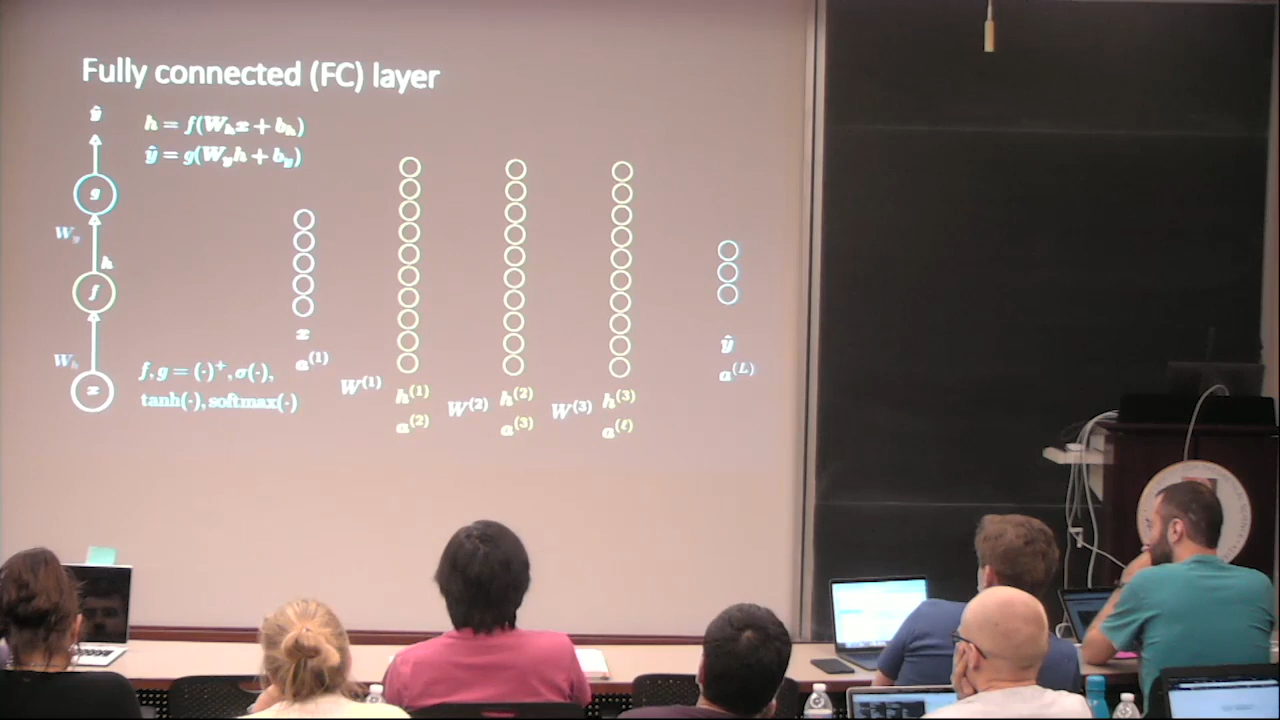 Fully connected (FC) layer
ŷ
h = f(W_h x + b_h)
ŷ = g(W_y h + b_y)
g
W_y
h
f
W_h
x
f, g = (·)⁺, σ(·),
tanh(·), softmax(·)
x
a⁽¹⁾
W⁽¹⁾
h⁽¹⁾
a⁽²⁾
W⁽²⁾
h⁽²⁾
a⁽³⁾
W⁽³⁾
h⁽³⁾
a⁽ℓ⁾
ŷ
a⁽ᴸ⁾